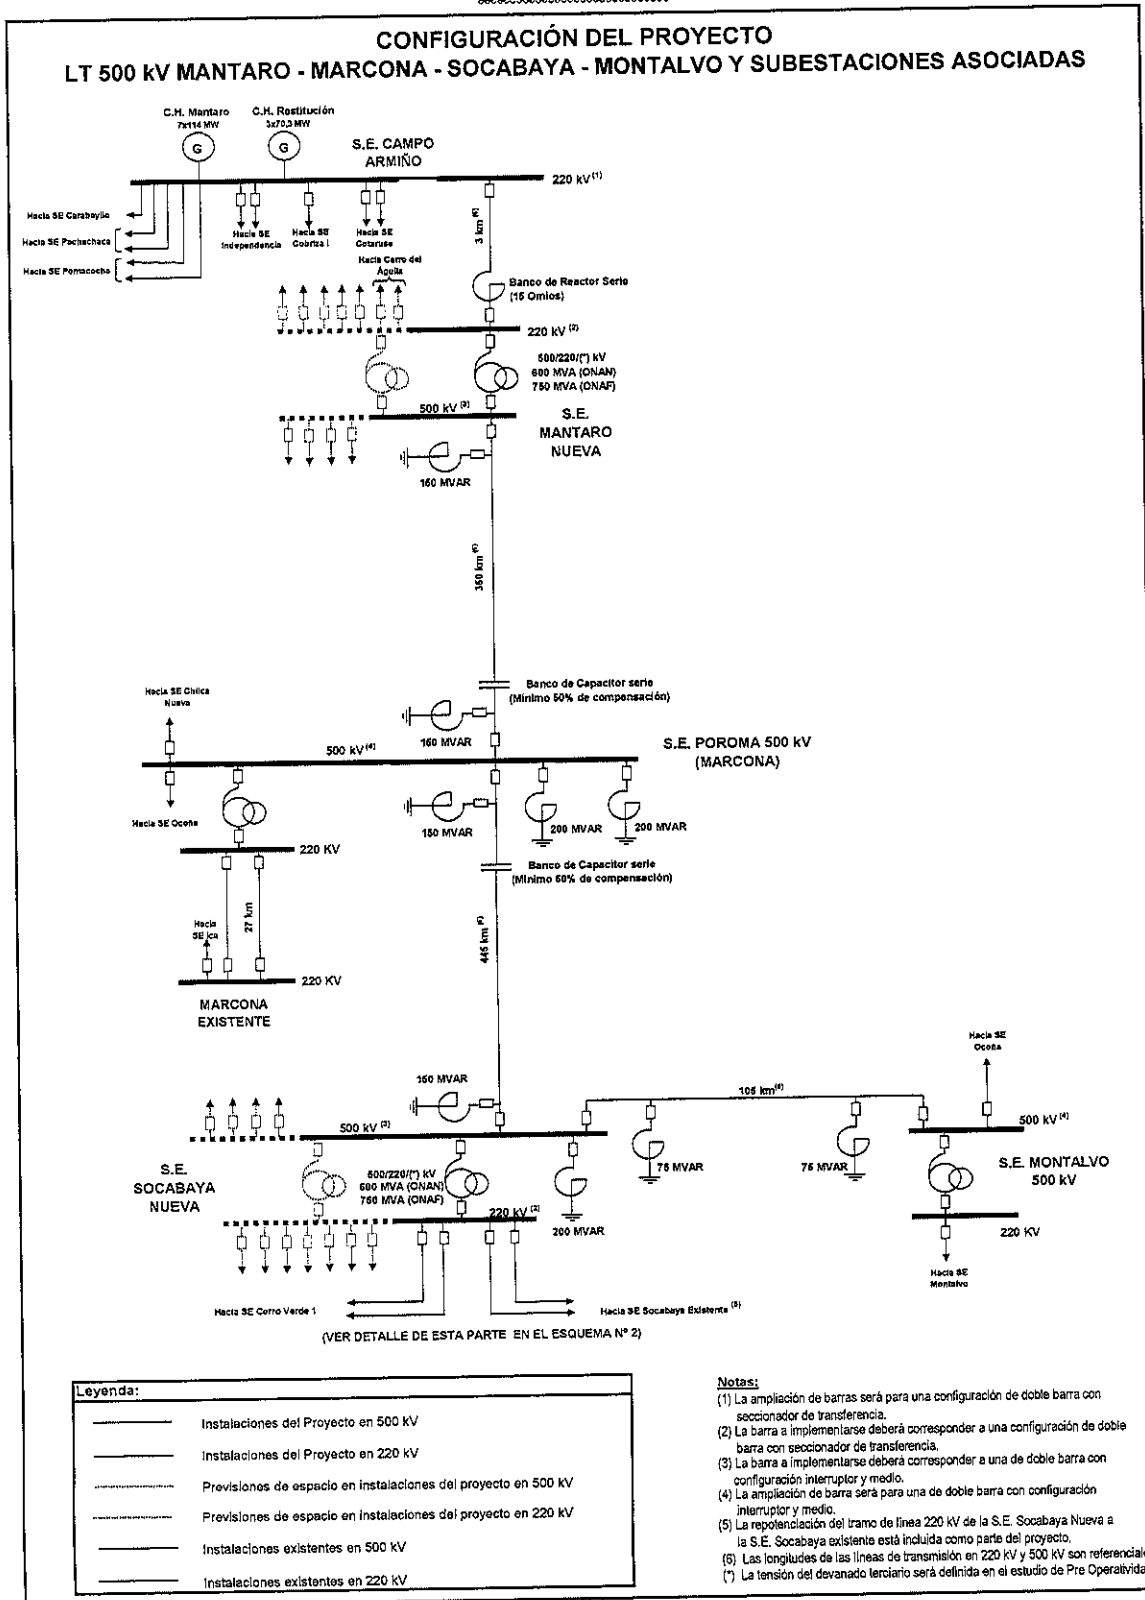 CONFIGURACIÓN DEL PROYECTO
LT 500 kV MANTARO - MARCONA - SOCABAYA - MONTALVO Y SUBESTACIONES ASOCIADAS
C.H. Mantaro
7x114 MW
C.H. Restitución
3x70,3 MW
G
G
S.E. CAMPO
ARMIÑO
220 kV (1)
Hacia SE Carabayllo
Hacia SE Pachachaca
Hacia SE Pomacocha
Hacia SE
Independencia
Hacia SE
Cobriza I
Hacia SE
Cotaruse
3 km (6)
Hacia Cerro del
Águila
Banco de Reactor Serie
(15 Omios)
220 kV (2)
500/220/(*) kV
600 MVA (ONAN)
750 MVA (ONAF)
500 kV (3)
S.E.
MANTARO
NUEVA
150 MVAR
350 km (6)
Banco de Capacitor serie
(Mínimo 50% de compensación)
Hacia SE Chilca
Nueva
150 MVAR
500 kV (4)
S.E. POROMA 500 kV
(MARCONA)
Hacia SE Ocoña
150 MVAR
200 MVAR
200 MVAR
220 KV
Banco de Capacitor serie
(Mínimo 50% de compensación)
Hacia
SE Ica
27 km
445 km (6)
220 KV
MARCONA
EXISTENTE
Hacia SE
Ocoña
150 MVAR
105 km (6)
500 kV (3)
500 kV (4)
S.E.
SOCABAYA
NUEVA
500/220/(*) kV
600 MVA (ONAN)
750 MVA (ONAF)
75 MVAR
75 MVAR
S.E. MONTALVO
500 kV
220 kV (2)
200 MVAR
220 KV
Hacia SE
Montalvo
Hacia SE Cerro Verde 1
Hacia SE Socabaya Existente (5)
(VER DETALLE DE ESTA PARTE EN EL ESQUEMA Nº 2)
Leyenda:
Instalaciones del Proyecto en 500 kV
Instalaciones del Proyecto en 220 kV
Previsiones de espacio en instalaciones del proyecto en 500 kV
Previsiones de espacio en instalaciones del proyecto en 220 kV
Instalaciones existentes en 500 kV
Instalaciones existentes en 220 kV
Notas:
(1) La ampliación de barras será para una configuración de doble barra con
seccionador de transferencia.
(2) La barra a implementarse deberá corresponder a una configuración de doble
barra con seccionador de transferencia.
(3) La barra a implementarse deberá corresponder a una de doble barra con
configuración interruptor y medio.
(4) La ampliación de barra será para una de doble barra con configuración
interruptor y medio.
(5) La repotenciación del tramo de línea 220 kV de la S.E. Socabaya Nueva a
la S.E. Socabaya existente está incluida como parte del proyecto.
(6) Las longitudes de las líneas de transmisión en 220 kV y 500 kV son referencial
(*) La tensión del devanado terciario será definida en el estudio de Pre Operativida